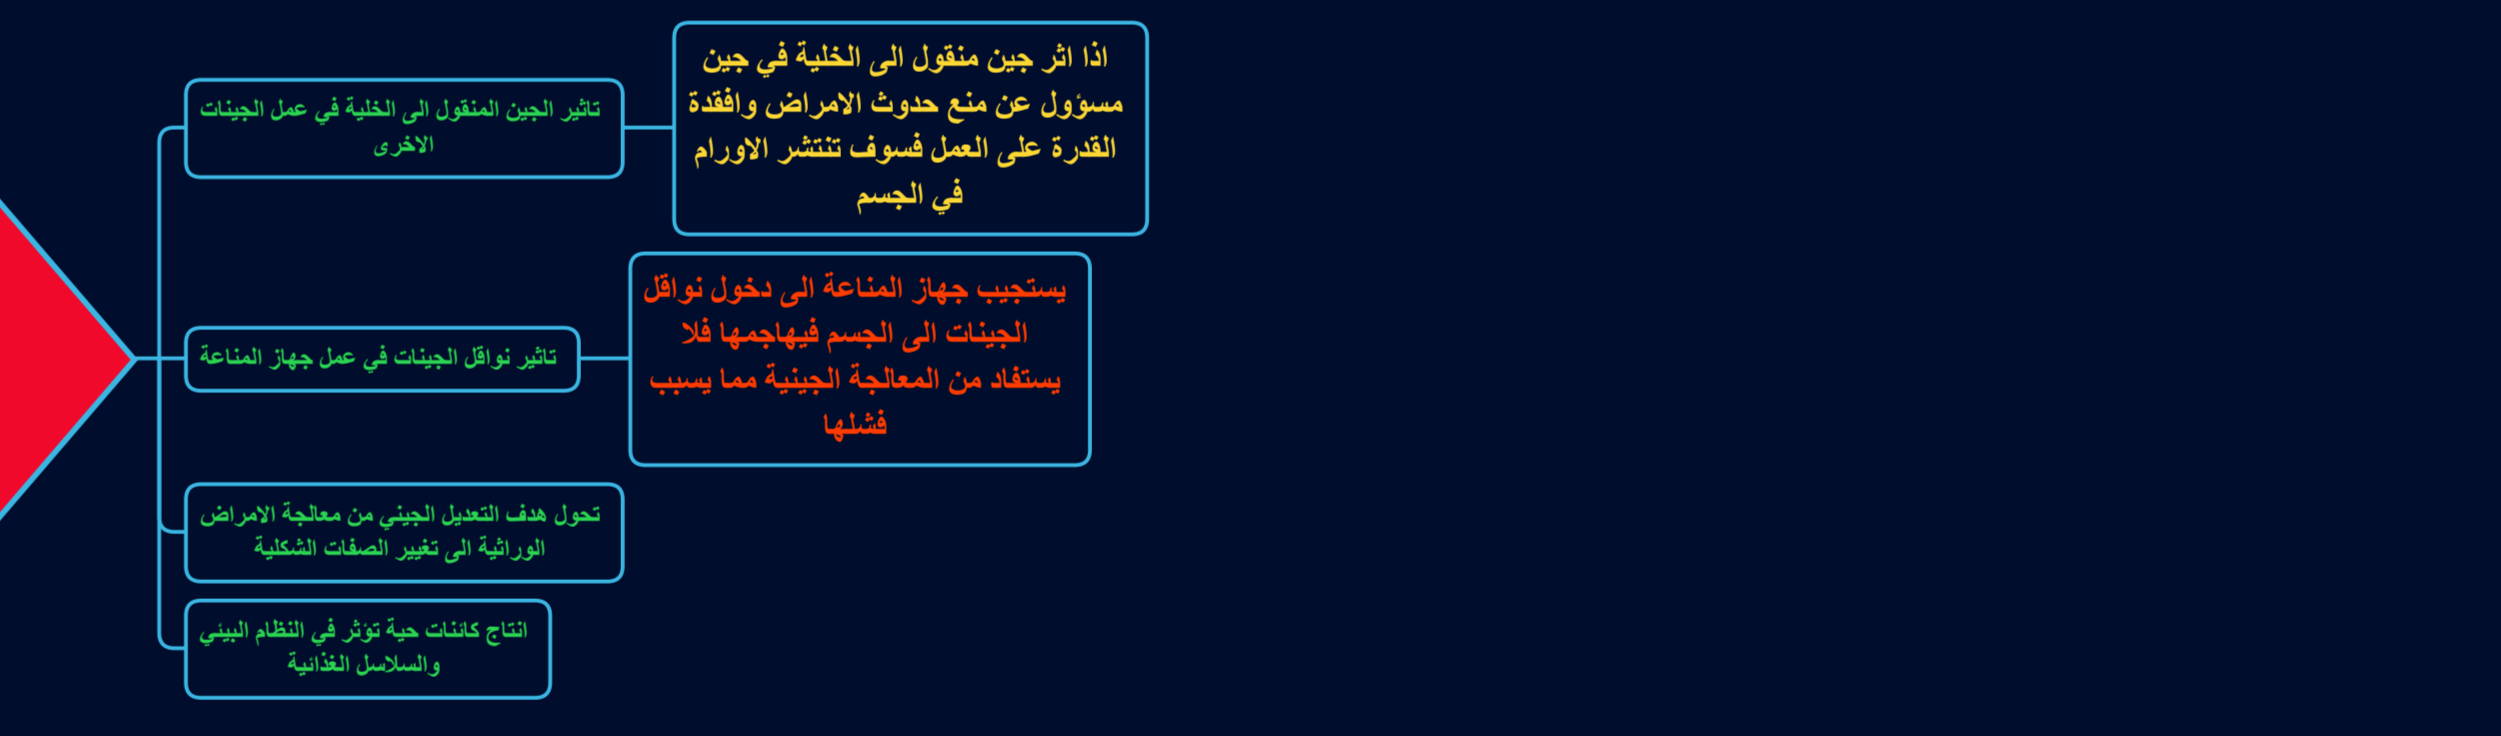 اذا اثر جين منقول الى الخلية في جين
مسؤول عن منع حدوث الامراض وافقدة
القدرة على العمل فسوف تنتشر الاورام
في الجسم
تاثير الجين المنقول الى الخلية في عمل الجينات
الاخرى
يستجيب جهاز المناعة الى دخول نواقل
الجينات الى الجسم فيهاجمها فلا
يستفاد من المعالجة الجينية مما يسبب
فشلها
تاثير نواقل الجينات في عمل جهاز المناعة
تحول هدف التعديل الجيني من معالجة الامراض
الوراثية الى تغيير الصفات الشكلية
انتاج كائنات حية تؤثر في النظام البيئي
والسلاسل الغذائية